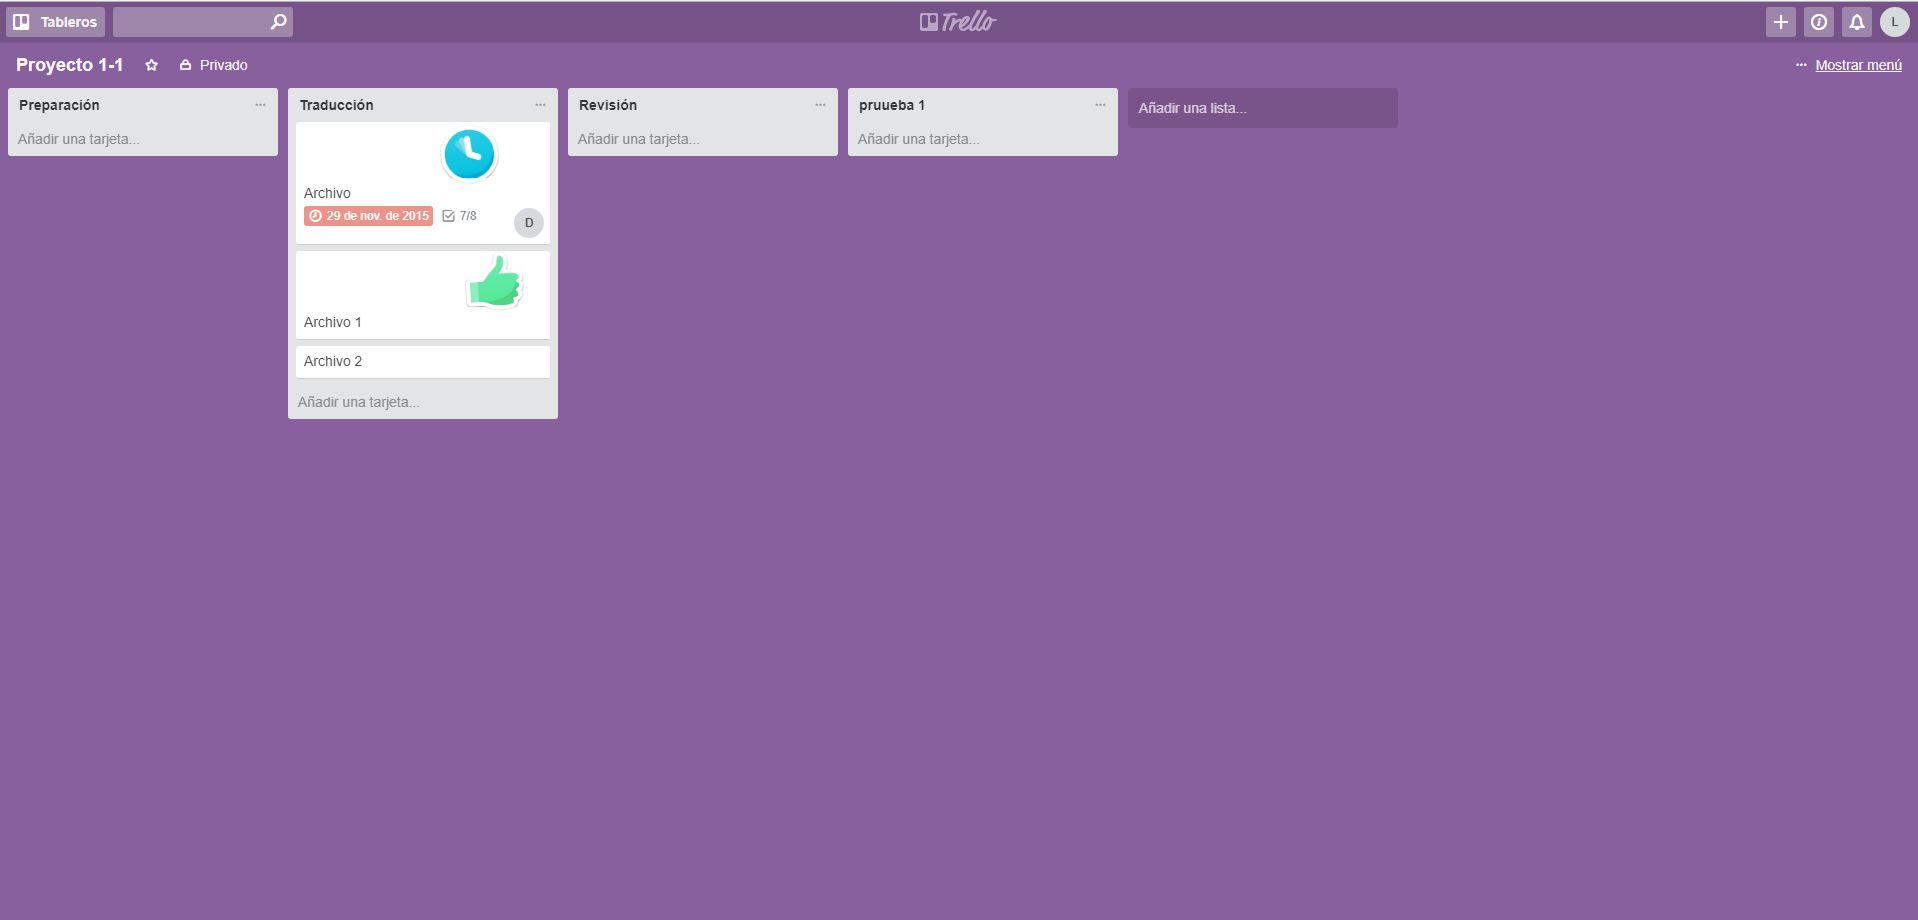 Tableros
Trello
L
Proyecto 1-1
Privado
Mostrar menú
Preparación
Añadir una tarjeta...
Traducción
Archivo
29 de nov. de 2015
7/8
D
Archivo 1
Archivo 2
Añadir una tarjeta...
Revisión
Añadir una tarjeta...
pruueba 1
Añadir una tarjeta...
Añadir una lista...